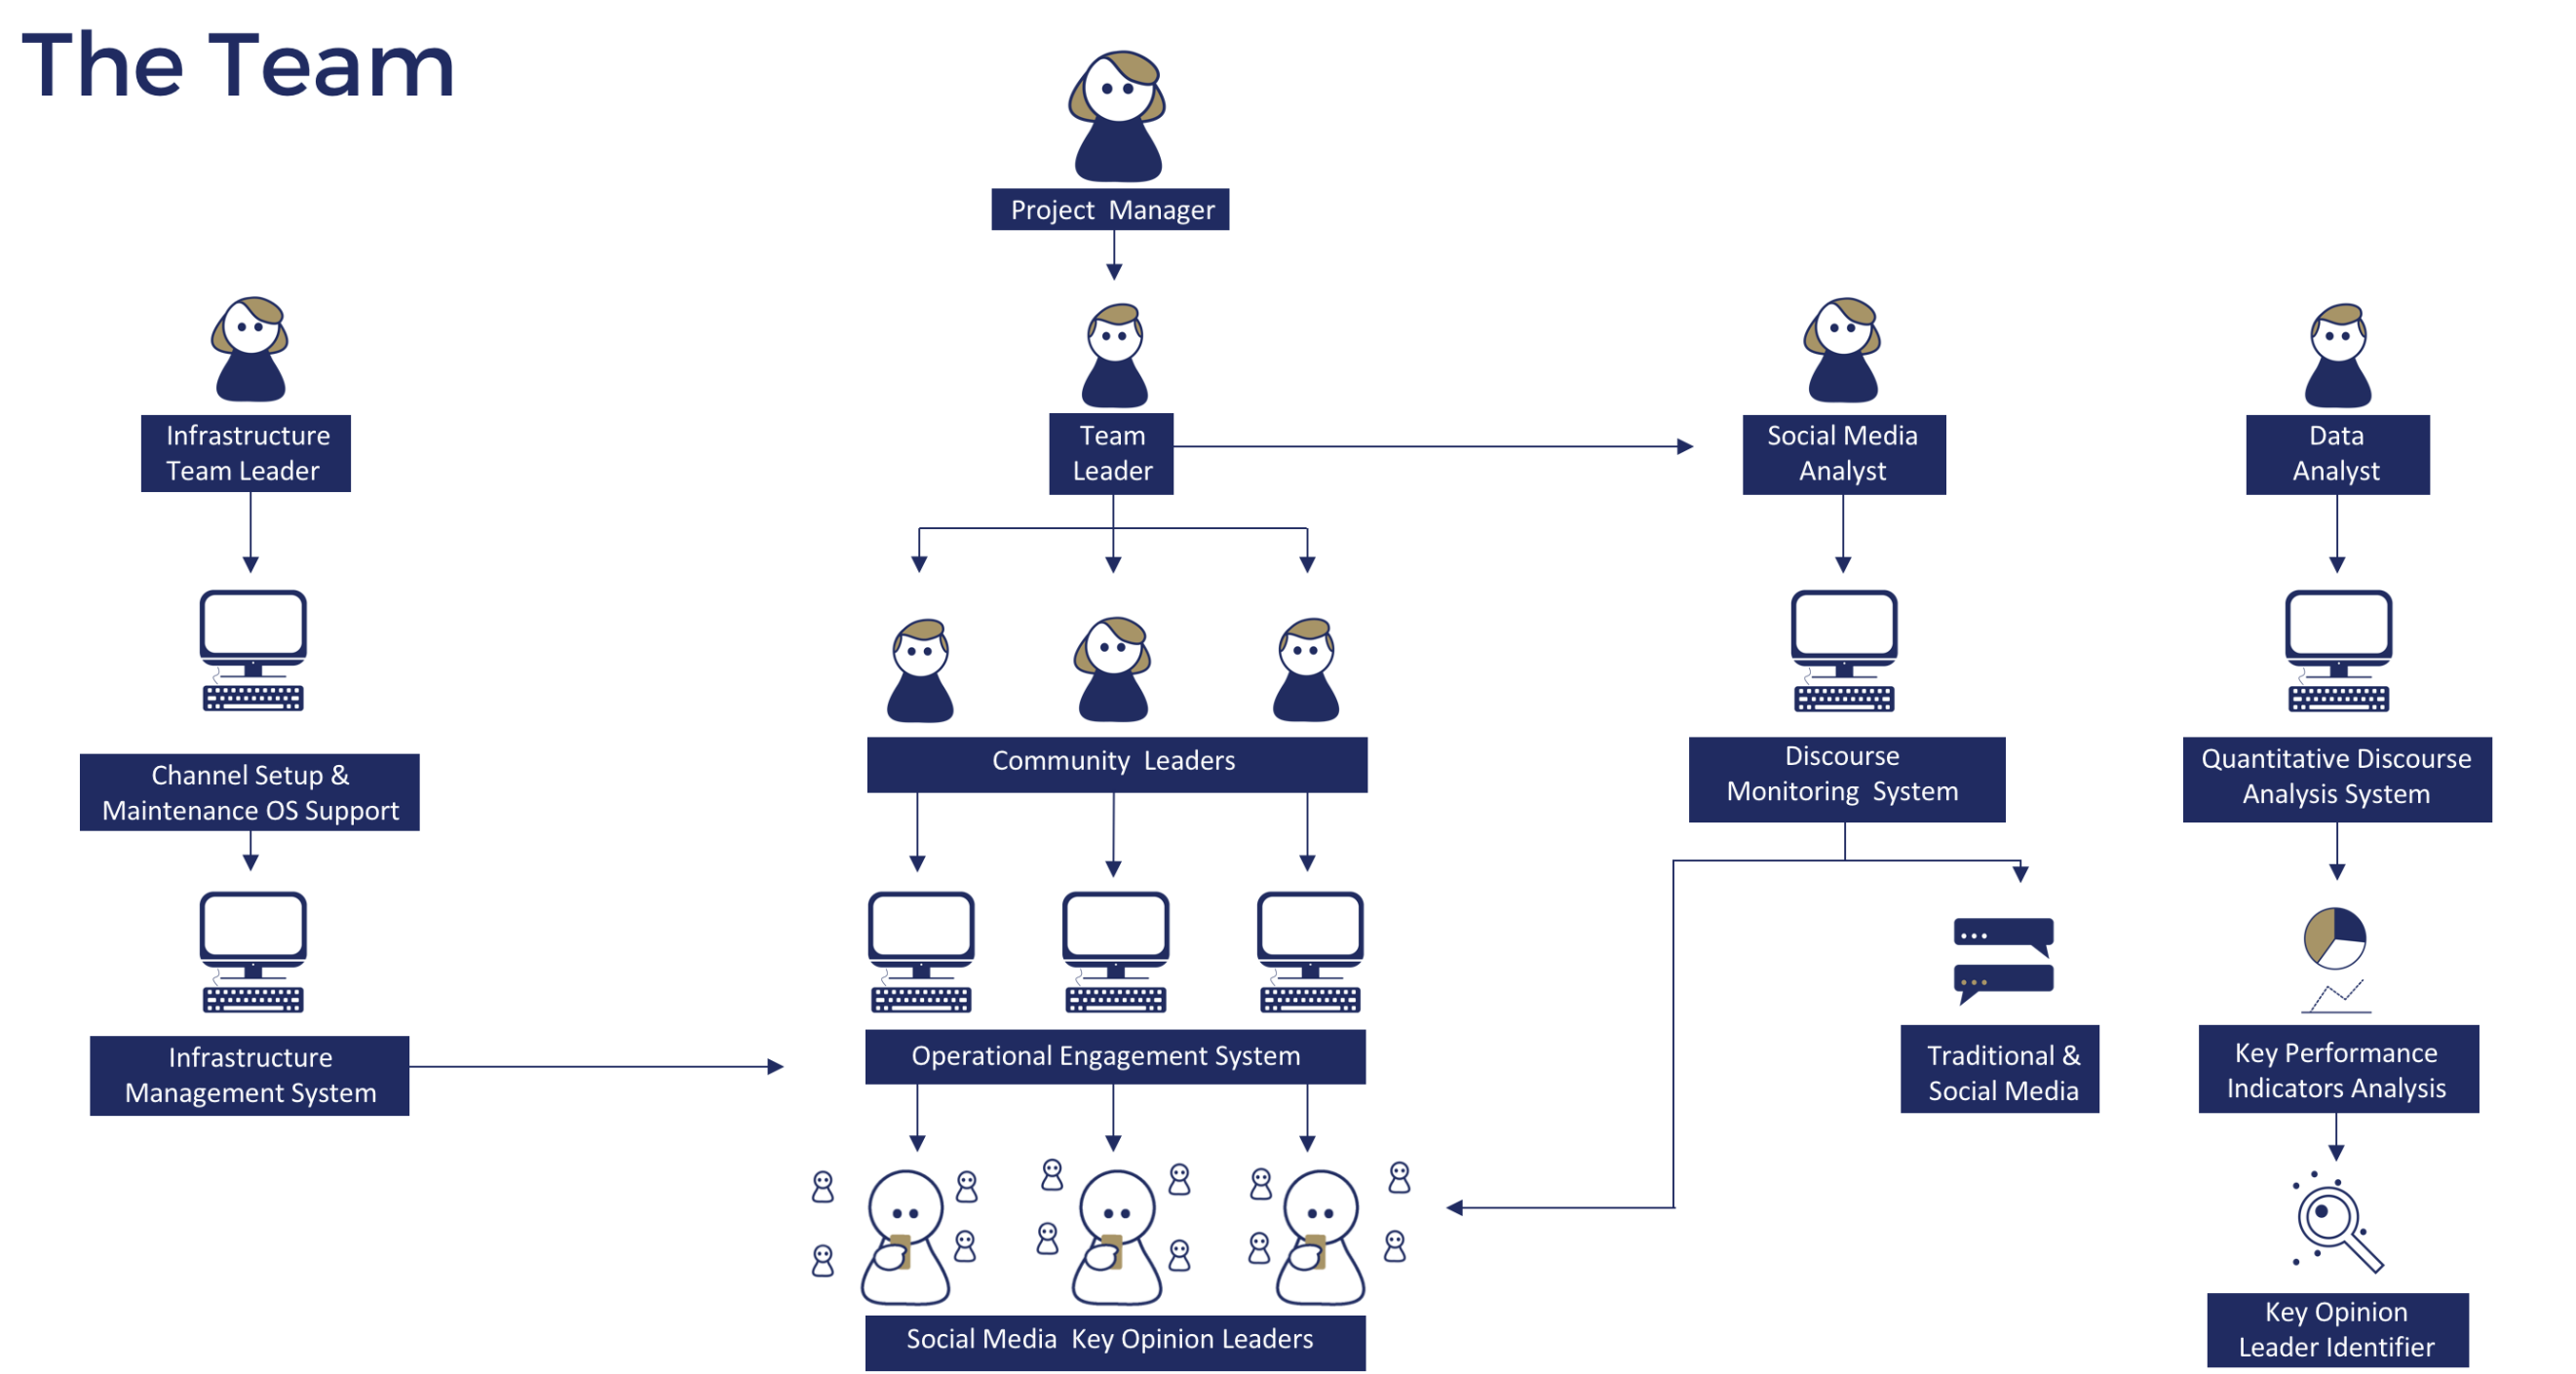 The Team
Project Manager
Infrastructure
Team Leader
Team
Leader
Social Media
Analyst
Data
Analyst
Channel Setup &
Maintenance OS Support
Community Leaders
Discourse
Monitoring System
Quantitative Discourse
Analysis System
Infrastructure
Management System
Operational Engagement System
Traditional &
Social Media
Key Performance
Indicators Analysis
Social Media Key Opinion Leaders
Key Opinion
Leader Identifier